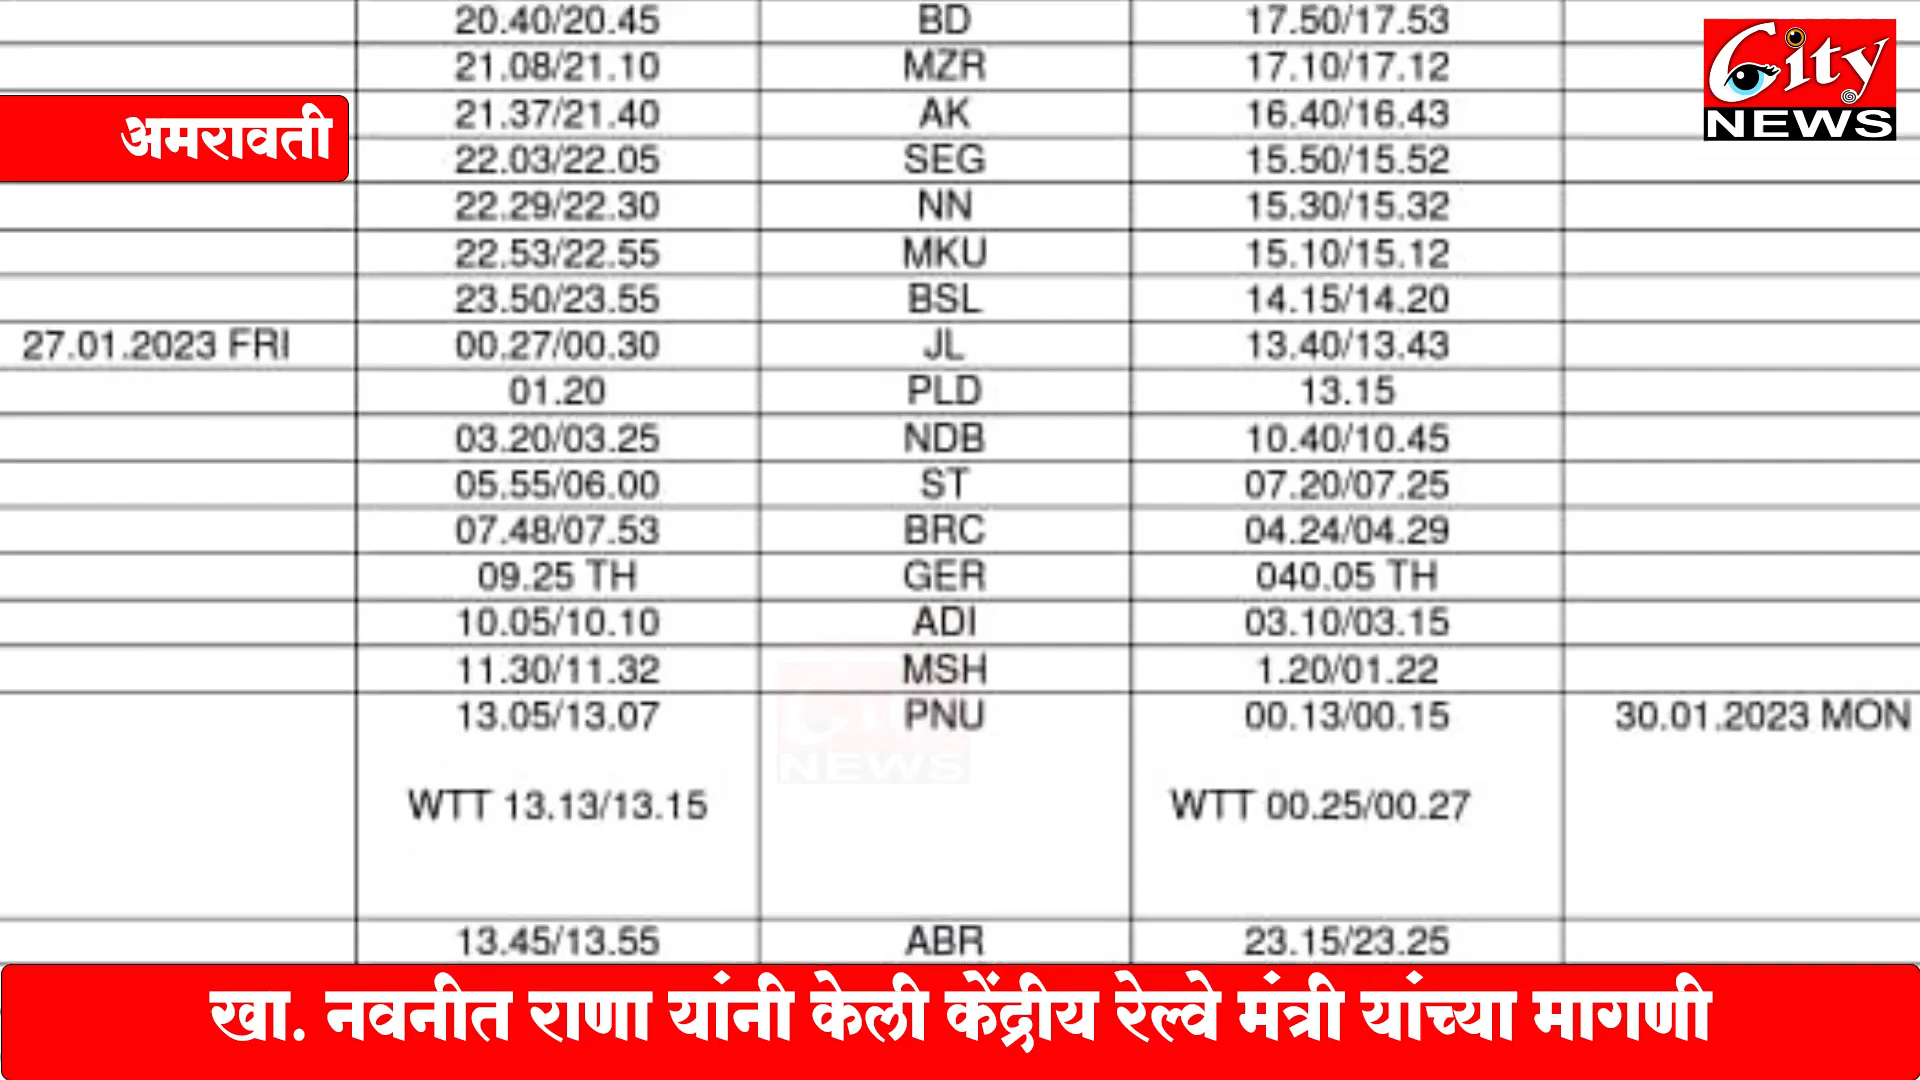 20.40/20.45 BD 17.50/17.53
21.08/21.10 MZR 17.10/17.12
21.37/21.40 AK 16.40/16.43
22.03/22.05 SEG 15.50/15.52
22.29/22.30 NN 15.30/15.32
22.53/22.55 MKU 15.10/15.12
23.50/23.55 BSL 14.15/14.20
27.01.2023 FRI 00.27/00.30 JL 13.40/13.43
01.20 PLD 13.15
03.20/03.25 NDB 10.40/10.45
05.55/06.00 ST 07.20/07.25
07.48/07.53 BRC 04.24/04.29
09.25 TH GER 040.05 TH
10.05/10.10 ADI 03.10/03.15
11.30/11.32 MSH 1.20/01.22
13.05/13.07 PNU 00.13/00.15 30.01.2023 MON
WTT 13.13/13.15 WTT 00.25/00.27
13.45/13.55 ABR 23.15/23.25
अमरावती
City
NEWS
City
NEWS
खा. नवनीत राणा यांनी केली केंद्रीय रेल्वे मंत्री यांच्या मागणी